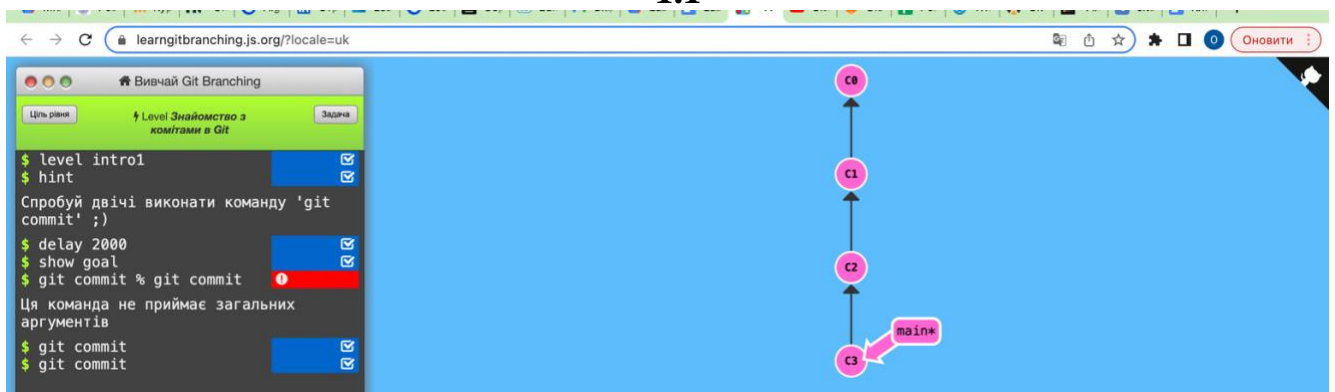 learngitbranching.js.org/?locale=uk
Оновити
Вивчай Git Branching
Ціль рівня
Level Знайомство з
комітами в Git
Задача
$ level intro1
$ hint
Спробуй двічі виконати команду 'git
commit' ;)
$ delay 2000
$ show goal
$ git commit % git commit
Ця команда не приймає загальних
аргументів
$ git commit
$ git commit
C0
C1
C2
main*
C3